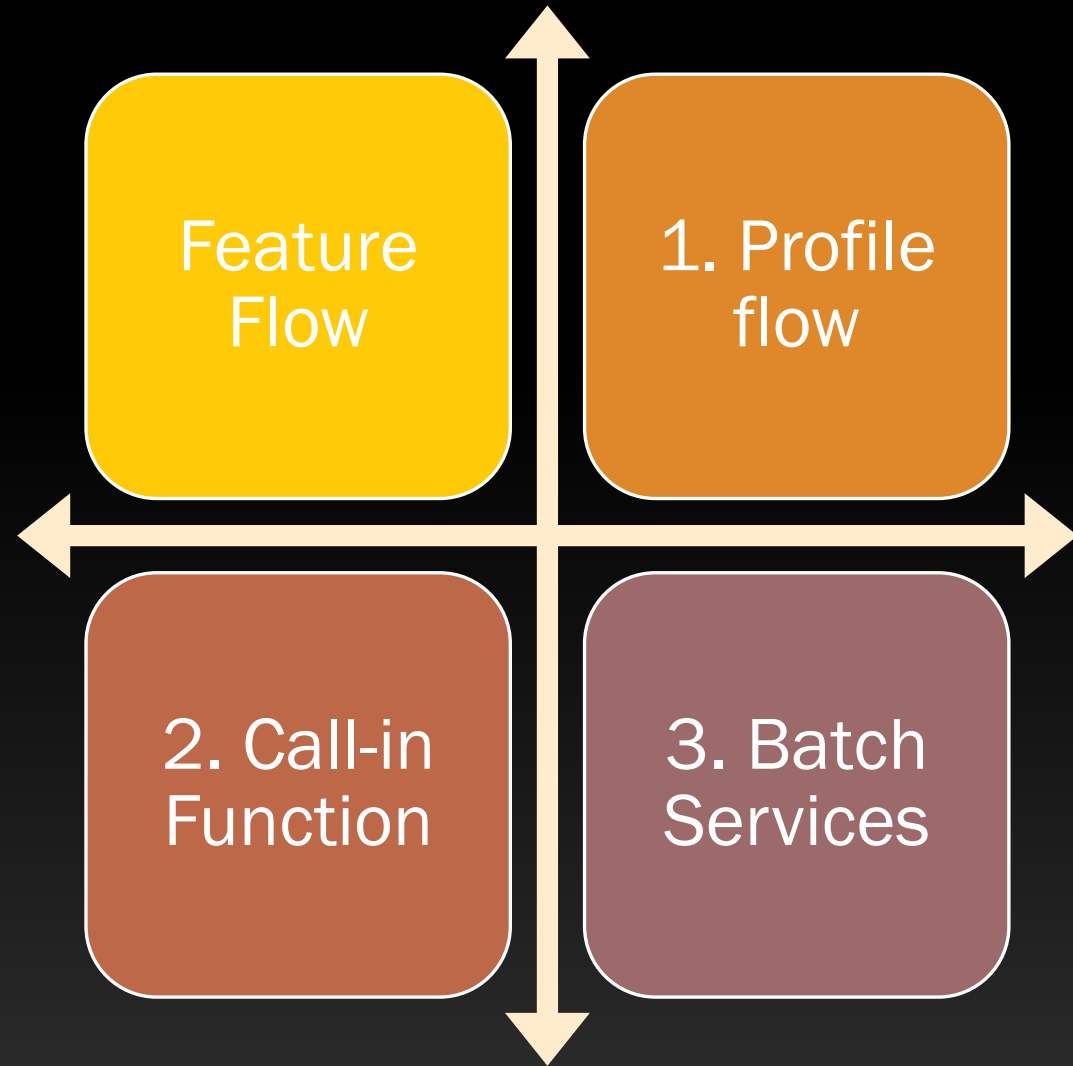 Feature
Flow
1. Profile
flow
2. Call-in
Function
3. Batch
Services